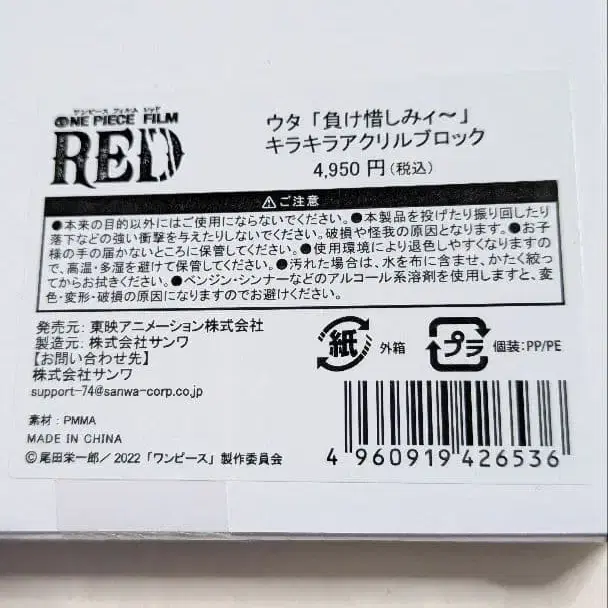 ワンピース フィルム レッド
ONE PIECE FILM
RED
ウタ「負け惜しみィ～」
キラキラアクリルブロック
4,950 円(税込)
⚠ご注意
●本来の目的以外にはご使用にならないでください。●本製品を投げたり振り回したり
落下などの強い衝撃を与えたりしないでください。破損や怪我の原因となります。●お子
様の手の届かないところに保管してください。●使用環境により退色しやすくなりますの
で、高温・多湿を避けて保管してください。●汚れた場合は、水を布に含ませ、かたく絞っ
てからお拭きください。●ベンジン・シンナーなどのアルコール系溶剤を使用しますと、変
色・変形・破損の原因になりますのでお避けください。
発売元: 東映アニメーション株式会社
製造元: 株式会社サンワ
【お問い合わせ先】
株式会社サンワ
support-74@sanwa-corp.co.jp
紙 外箱
プラ 個装:PP/PE
素材 : PMMA
MADE IN CHINA
© 尾田栄一郎/ 2022「ワンピース」製作委員会
4 960919 426536